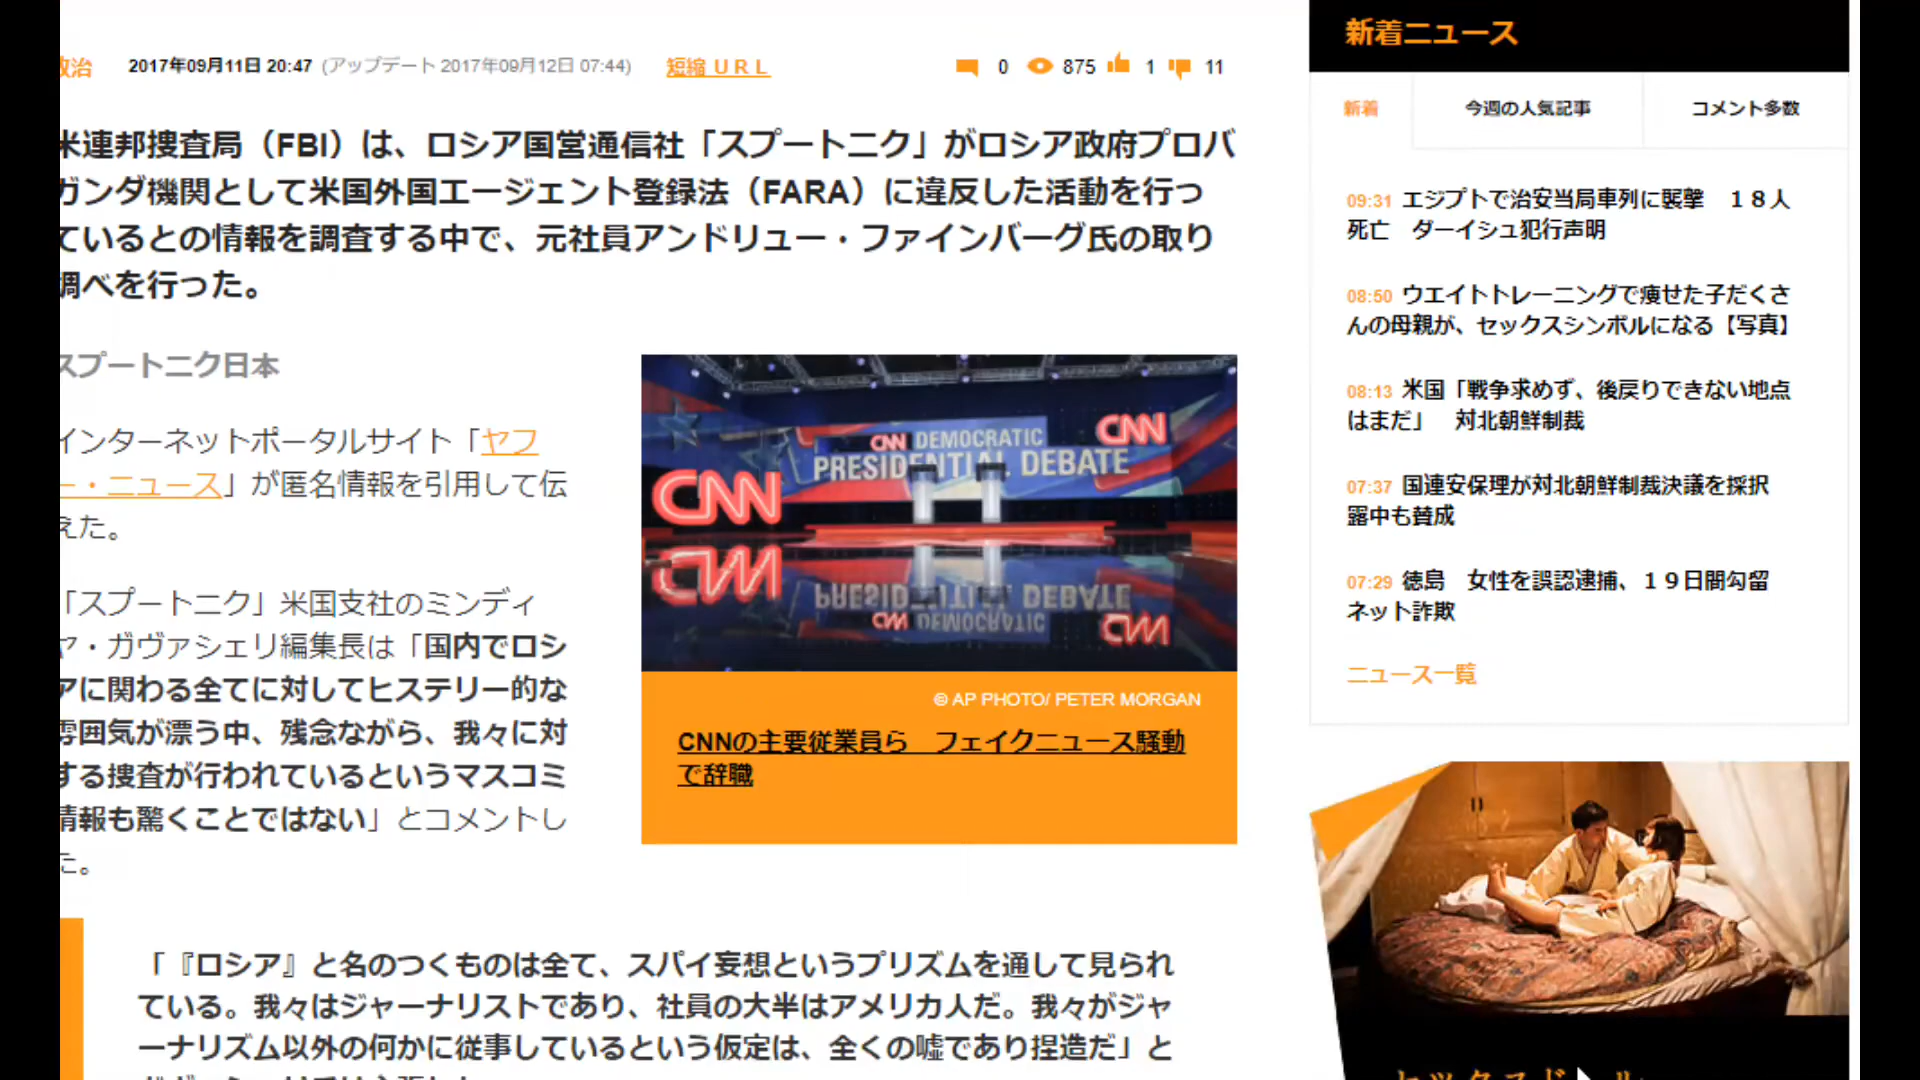 政治 2017年09月11日 20:47 (アップデート 2017年09月12日 07:44) 短縮 URL 0 875 1 11
米連邦捜査局（FBI）は、ロシア国営通信社「スプートニク」がロシア政府プロパ
ガンダ機関として米国外国エージェント登録法（FARA）に違反した活動を行っ
ているとの情報を調査する中で、元社員アンドリュー・ファインバーグ氏の取り
調べを行った。
スプートニク日本
インターネットポータルサイト「ヤフ
ー・ニュース」が匿名情報を引用して伝
えた。
「スプートニク」米国支社のミンディ
ヤ・ガヴァシェリ編集長は「国内でロシ
アに関わる全てに対してヒステリー的な
雰囲気が漂う中、残念ながら、我々に対
する捜査が行われているというマスコミ
情報も驚くことではない」とコメントし
た。
CNN DEMOCRATIC CNN
PRESIDENTIAL DEBATE
CNN
© AP PHOTO/ PETER MORGAN
CNNの主要従業員ら　フェイクニュース騒動
で辞職
「『ロシア』と名のつくものは全て、スパイ妄想というプリズムを通して見られ
ている。我々はジャーナリストであり、社員の大半はアメリカ人だ。我々がジャ
ーナリズム以外の何かに従事しているという仮定は、全くの嘘であり捏造だ」と
新着ニュース
新着 今週の人気記事 コメント多数
09:31 エジプトで治安当局車列に襲撃　１８人
死亡　ダーイシュ犯行声明
08:50 ウエイトトレーニングで痩せた子だくさ
んの母親が、セックスシンボルになる【写真】
08:13 米国「戦争求めず、後戻りできない地点
はまだ」　対北朝鮮制裁
07:37 国連安保理が対北朝鮮制裁決議を採択
露中も賛成
07:29 徳島　女性を誤認逮捕、１９日間勾留
ネット詐欺
ニュース一覧